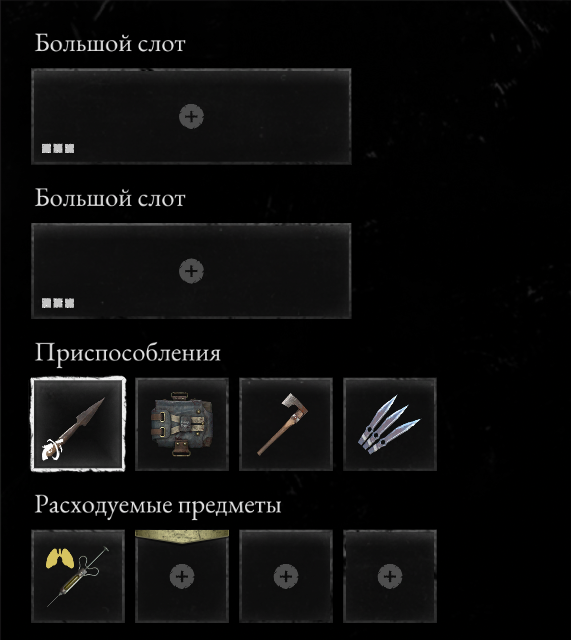 Большой слот
Большой слот
Приспособления
Расходуемые предметы